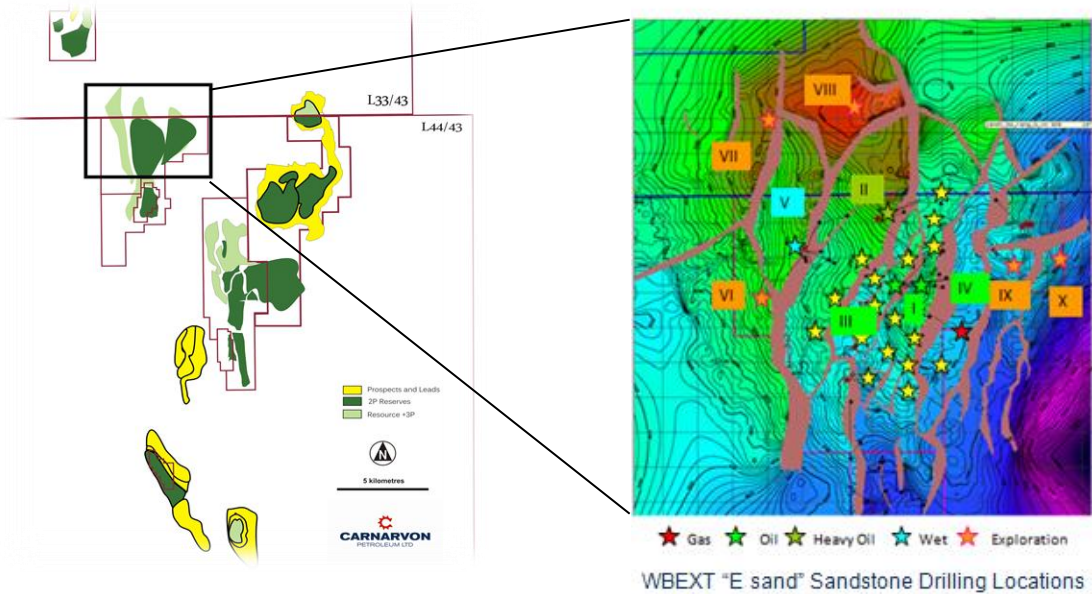 L33/43
L44/43
Prospects and Leads
2P Reserves
Resource +3P
N
5 kilometres
CARNARVON
PETROLEUM LTD
VIII
VII
II
V
VI
IV
III
I
IX
X
Gas
Oil
Heavy Oil
Wet
Exploration
WBEXT "E sand" Sandstone Drilling Locations